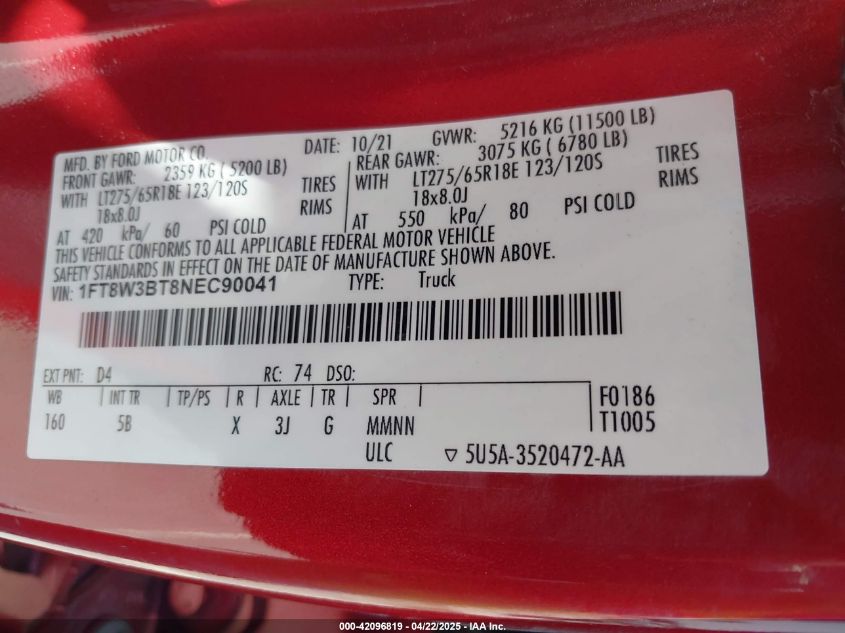 MFD. BY FORD MOTOR CO. DATE: 10/21 GVWR: 5216 KG (11500 LB)
FRONT GAWR: 2359 KG ( 5200 LB) REAR GAWR: 3075 KG ( 6780 LB)
WITH LT275/65R18E 123/120S TIRES WITH LT275/65R18E 123/120S TIRES
18x8.0J RIMS 18x8.0J RIMS
AT 420 kPa/ 60 PSI COLD AT 550 kPa/ 80 PSI COLD
THIS VEHICLE CONFORMS TO ALL APPLICABLE FEDERAL MOTOR VEHICLE
SAFETY STANDARDS IN EFFECT ON THE DATE OF MANUFACTURE SHOWN ABOVE.
VIN: 1FT8W3BT8NEC90041 TYPE: Truck
EXT PNT: D4 RC: 74 DSO:
WB INT TR TP/PS R AXLE TR SPR F0186
160 5B X 3J G MMNN T1005
ULC ▽ 5U5A-3520472-AA
000-42096819 - 04/22/2025 - IAA Inc.